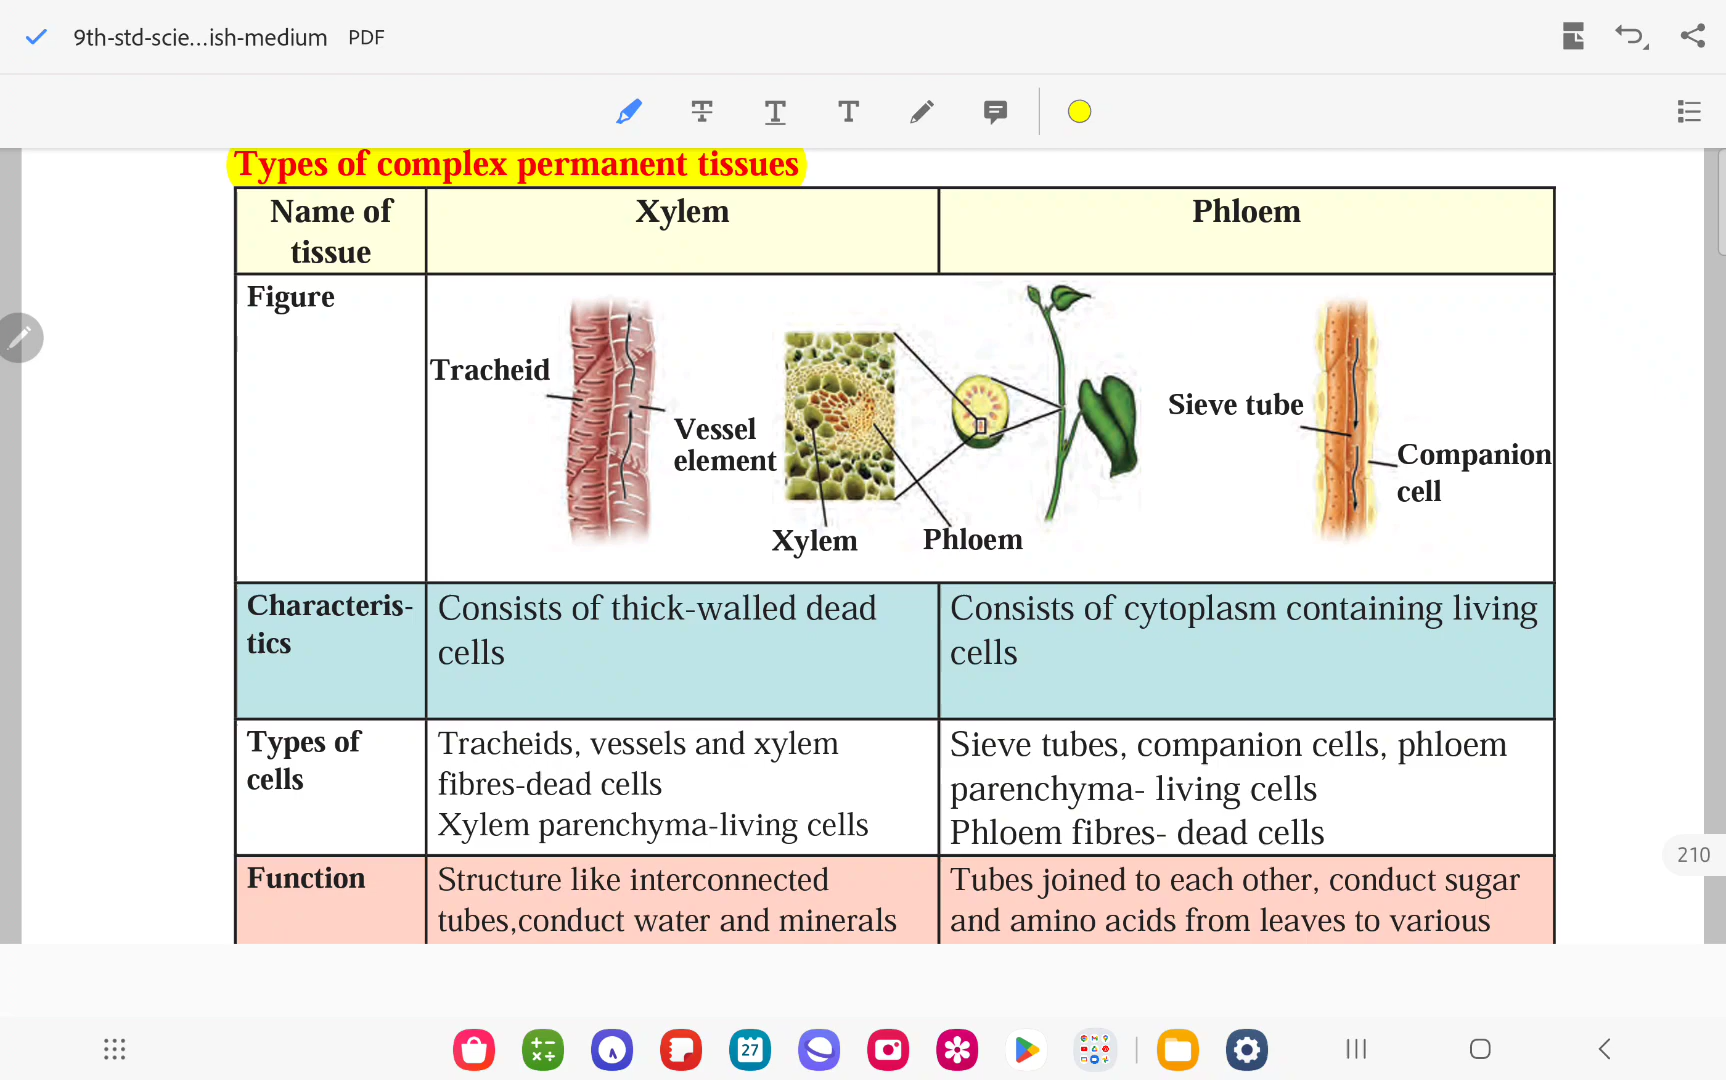 9th-std-scie...ish-medium PDF
Types of complex permanent tissues
Name of
tissue
Xylem
Phloem
Figure
Tracheid
Vessel
element
Xylem
Phloem
Sieve tube
Companion
cell
Characteris-
tics
Consists of thick-walled dead
cells
Consists of cytoplasm containing living
cells
Types of
cells
Tracheids, vessels and xylem
fibres-dead cells
Xylem parenchyma-living cells
Sieve tubes, companion cells, phloem
parenchyma- living cells
Phloem fibres- dead cells
Function
Structure like interconnected
tubes,conduct water and minerals
Tubes joined to each other, conduct sugar
and amino acids from leaves to various
210
27